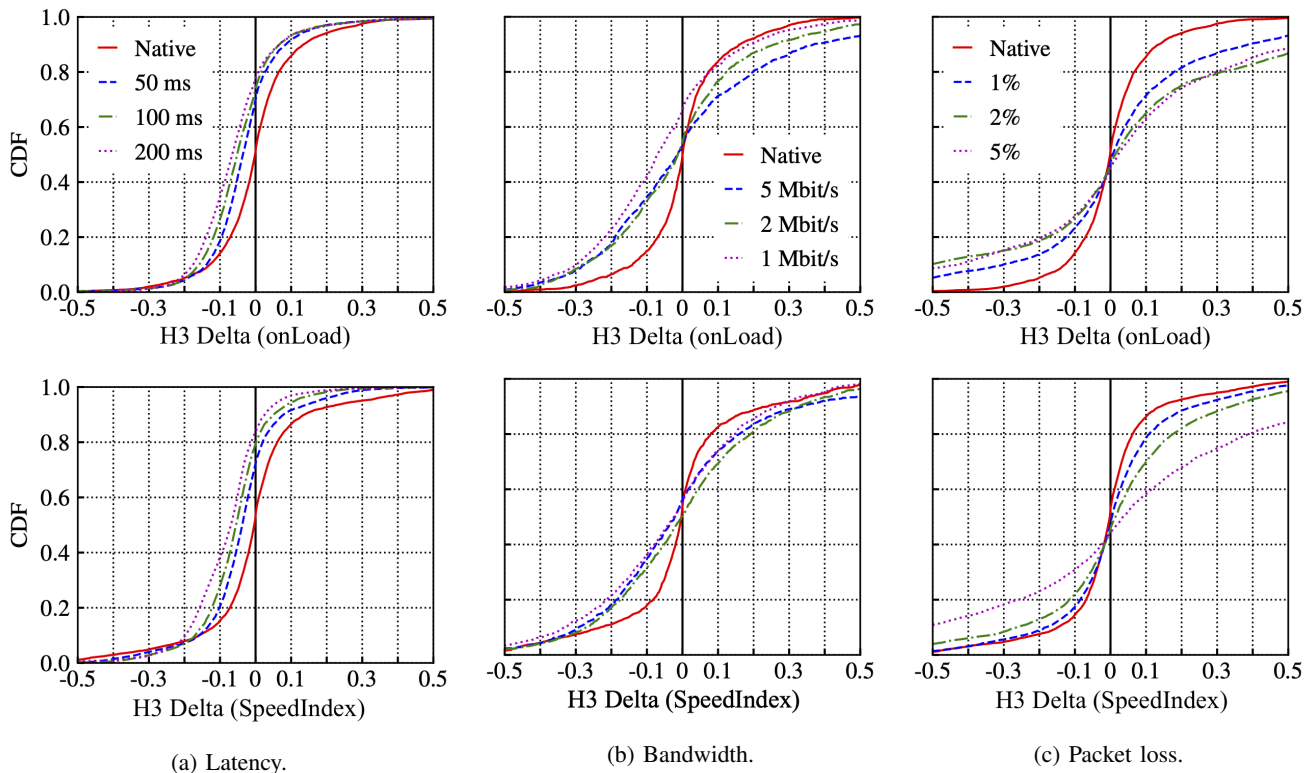 1.0
0.8
0.6
0.4
0.2
0.0
CDF
Native
50 ms
100 ms
200 ms
-0.5 -0.3 -0.1 0 0.1 0.3 0.5
H3 Delta (onLoad)
Native
5 Mbit/s
2 Mbit/s
1 Mbit/s
-0.5 -0.3 -0.1 0 0.1 0.3 0.5
H3 Delta (onLoad)
Native
1%
2%
5%
-0.5 -0.3 -0.1 0 0.1 0.3 0.5
H3 Delta (onLoad)
1.0
0.8
0.6
0.4
0.2
0.0
CDF
-0.5 -0.3 -0.1 0 0.1 0.3 0.5
H3 Delta (SpeedIndex)
-0.5 -0.3 -0.1 0 0.1 0.3 0.5
H3 Delta (SpeedIndex)
-0.5 -0.3 -0.1 0 0.1 0.3 0.5
H3 Delta (SpeedIndex)
(a) Latency.
(b) Bandwidth.
(c) Packet loss.